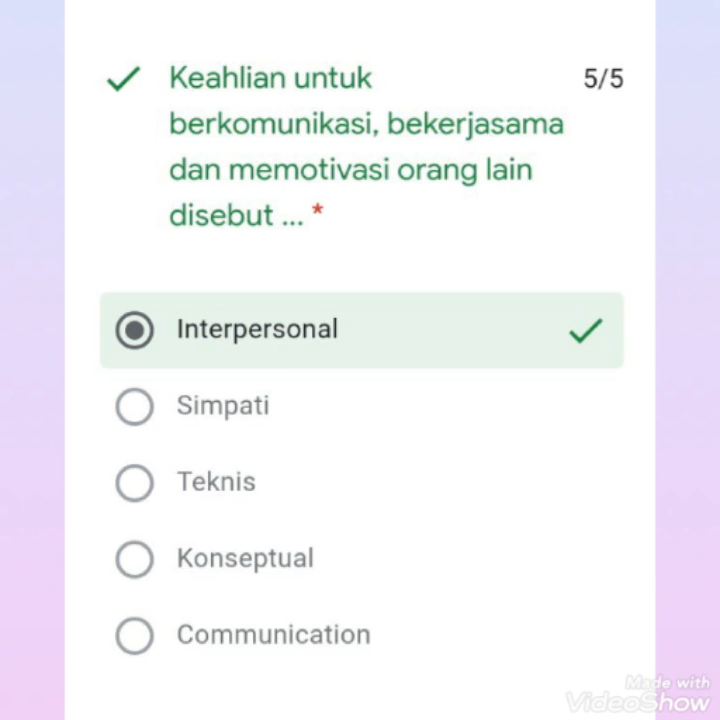 Keahlian untuk 5/5
berkomunikasi, bekerjasama
dan memotivasi orang lain
disebut ... *
Interpersonal
Simpati
Teknis
Konseptual
Communication
Made with
VideoShow